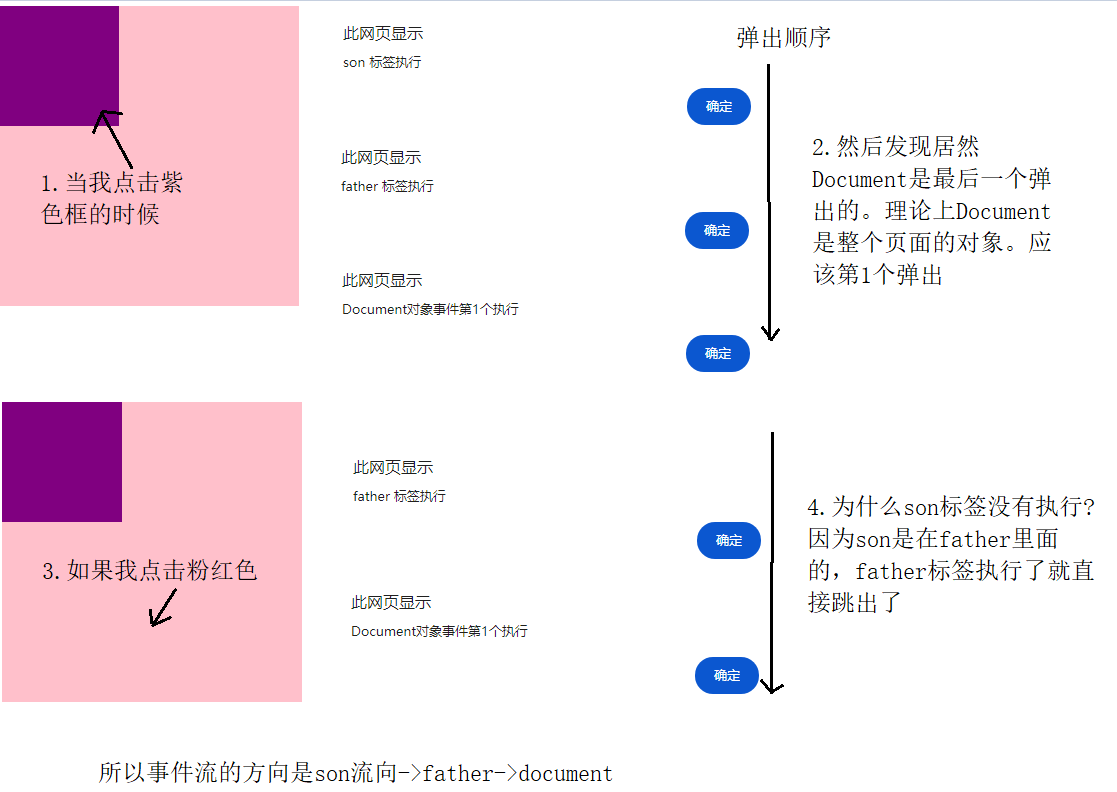 弹出顺序
此网页显示
son 标签执行
确定
1.当我点击紫
色框的时候
此网页显示
father 标签执行
确定
2.然后发现居然
Document是最后一个弹
出的。理论上Document
是整个页面的对象。应
该第1个弹出
此网页显示
Document对象事件第1个执行
确定
3.如果我点击粉红色
此网页显示
father 标签执行
确定
4.为什么son标签没有执行?
因为son是在father里面
的，father标签执行了就直
接跳出了
此网页显示
Document对象事件第1个执行
确定
所以事件流的方向是son流向->father->document